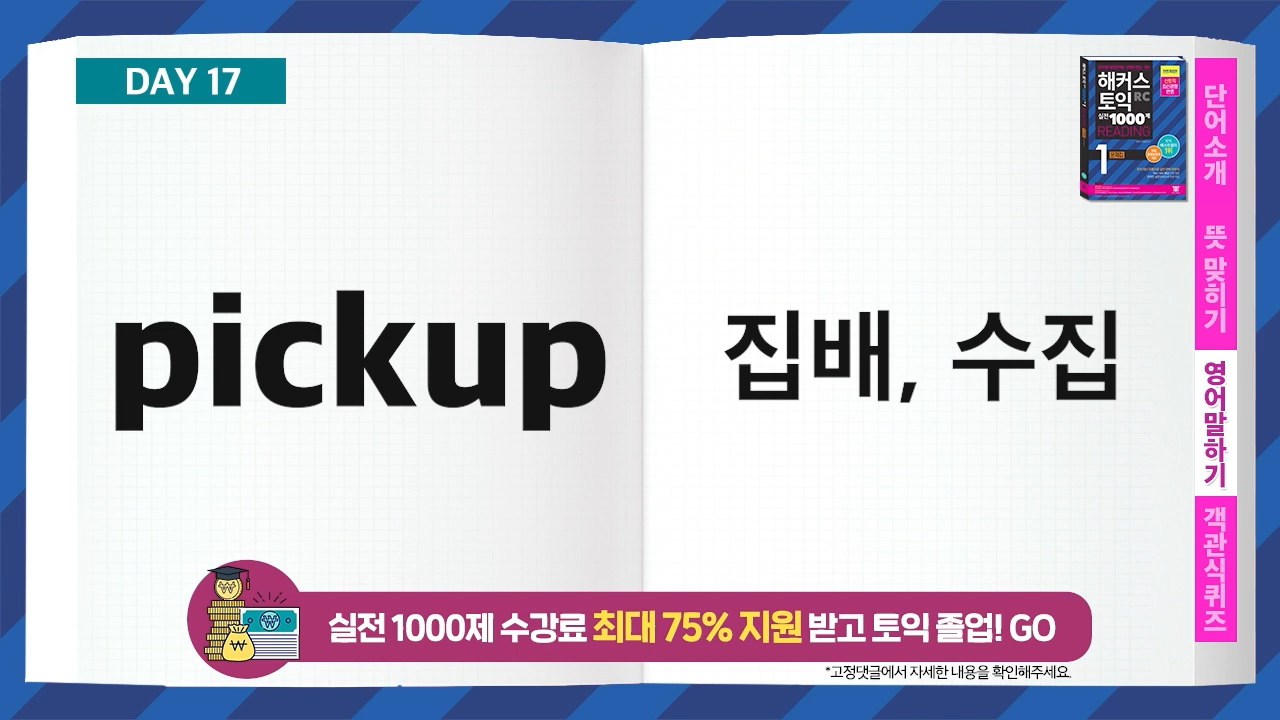 DAY 17
해커스
토익 RC
실전 1000제
READING
1
pickup
집배, 수집
단어소개
뜻 맞히기
영어말하기
객관식퀴즈
실전 1000제 수강료 최대 75% 지원 받고 토익 졸업! GO
*고정댓글에서 자세한 내용을 확인해주세요.